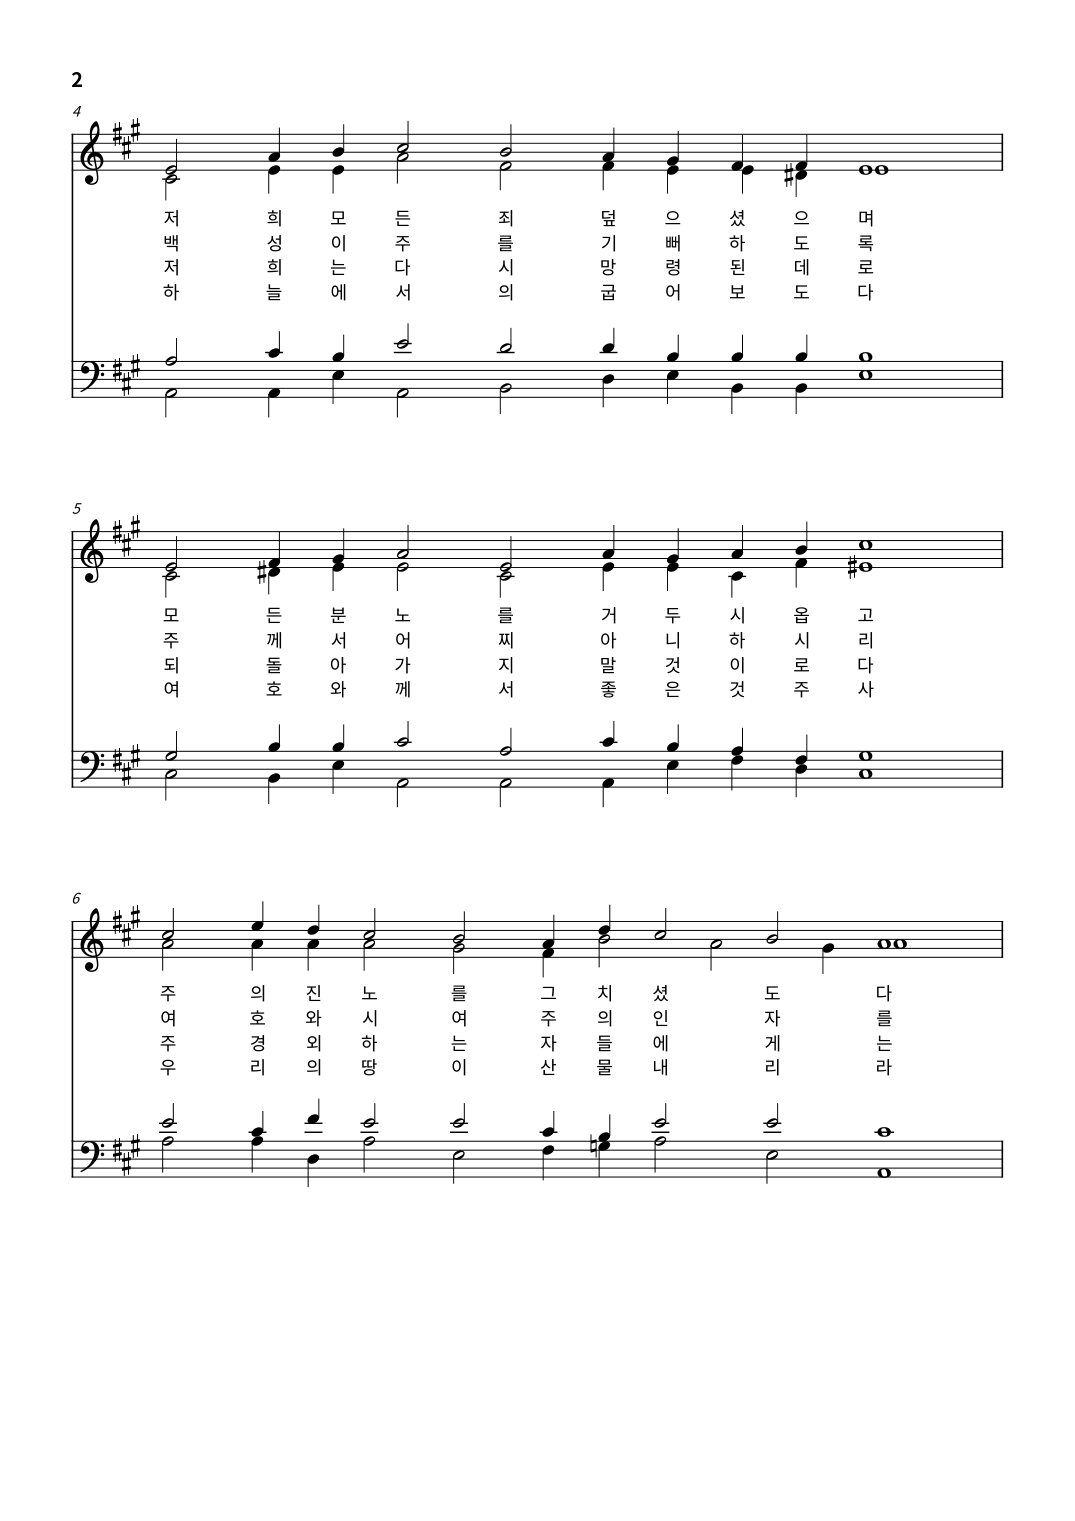 2
4
저 희 모 든 죄 덮 으 셨 으 며
백 성 이 주 를 기 뻐 하 도 록
저 희 는 다 시 망 령 된 데 로
하 늘 에 서 의 굽 어 보 도 다
5
모 든 분 노 를 거 두 시 옵 고
주 께 서 어 찌 아 니 하 시 리
되 돌 아 가 지 말 것 이 로 다
여 호 와 께 서 좋 은 것 주 사
6
주 의 진 노 를 그 치 셨 도 다
여 호 와 시 여 주 의 인 자 를
주 경 외 하 는 자 들 에 게 는
우 리 의 땅 이 산 물 내 리 라